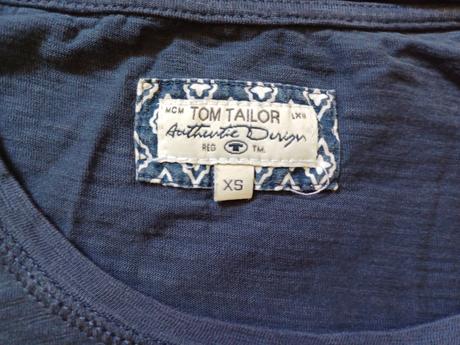 MCM TOM TAILOR LXII
Authentic Design
REG TM.
XS